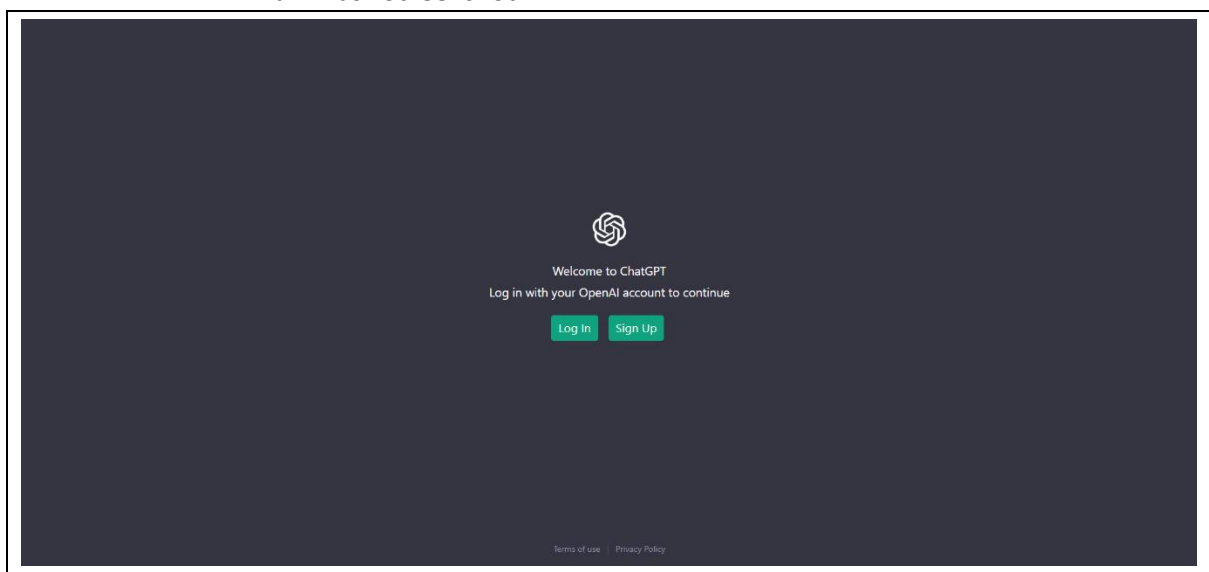 Welcome to ChatGPT
Log in with your OpenAI account to continue
Log In Sign Up
Terms of use | Privacy Policy